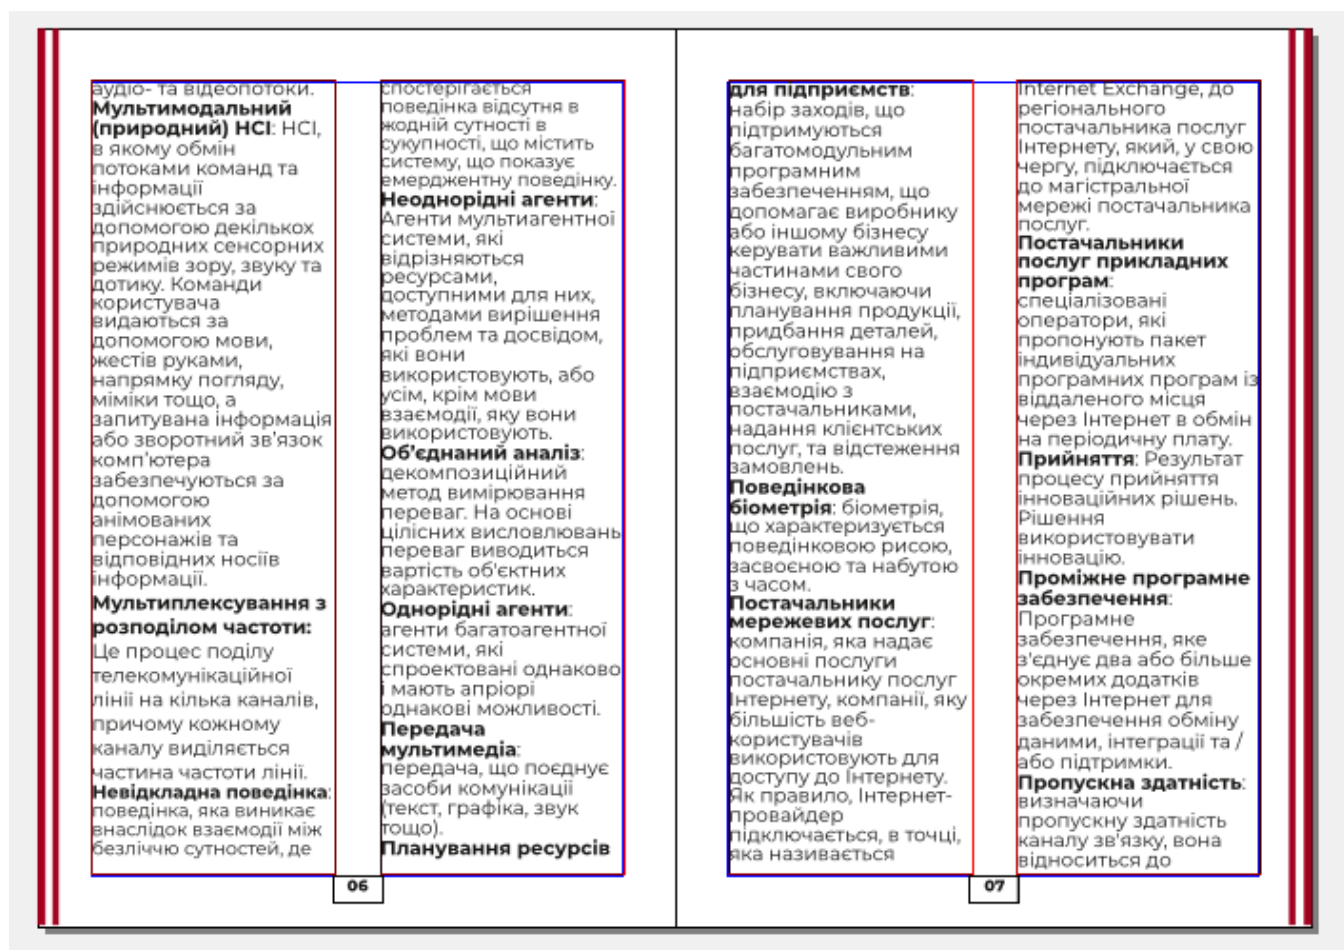 аудіо- та відеопотоки.
Мультимодальний
(природний) HCI: HCI,
в якому обмін
потоками команд та
інформації
здійснюється за
допомогою декількох
природних сенсорних
режимів зору, звуку та
дотику. Команди
користувача
видаються за
допомогою мови,
жестів руками,
напрямку погляду,
міміки тощо, а
запитувана інформація
або зворотний зв'язок
комп'ютера
забезпечуються за
допомогою
анімованих
персонажів та
відповідних носіїв
інформації.
Мультиплексування з
розподілом частоти:
Це процес поділу
телекомунікаційної
лінії на кілька каналів,
причому кожному
каналу виділяється
частина частоти лінії.
Невідкладна поведінка:
поведінка, яка виникає
внаслідок взаємодії між
безліччю сутностей, де
спостерігається
поведінка відсутня в
жодній сутності в
сукупності, що містить
систему, що показує
емерджентну поведінку.
Неоднорідні агенти:
Агенти мультиагентної
системи, які
відрізняються
ресурсами,
доступними для них,
методами вирішення
проблем та досвідом,
які вони
використовують, або
усім, крім мови
взаємодії, яку вони
використовують.
Об'єднаний аналіз:
декомпозиційний
метод вимірювання
переваг. На основі
цілісних висловлювань
переваг виводиться
вартість об'єктних
характеристик.
Однорідні агенти:
агенти багатоагентної
системи, які
спроектовані однаково
і мають апріорі
однакові можливості.
Передача
мультимедіа:
передача, що поєднує
засоби комунікації
(текст, графіка, звук
тощо).
Планування ресурсів
06
для підприємств:
набір заходів, що
підтримуються
багатомодульним
програмним
забезпеченням, що
допомагає виробнику
або іншому бізнесу
керувати важливими
частинами свого
бізнесу, включаючи
планування продукції,
придбання деталей,
обслуговування на
підприємствах,
взаємодію з
постачальниками,
надання клієнтських
послуг, та відстеження
замовлень.
Поведінкова
біометрія: біометрія,
що характеризується
поведінковою рисою,
засвоєною та набутою
з часом.
Постачальники
мережевих послуг:
компанія, яка надає
основні послуги
постачальнику послуг
Інтернету, компанії, яку
більшість веб-
користувачів
використовують для
доступу до Інтернету.
Як правило, Інтернет-
провайдер
підключається, в точці,
яка називається
Internet Exchange, до
регіонального
постачальника послуг
Інтернету, який, у свою
чергу, підключається
до магістральної
мережі постачальника
послуг.
Постачальники
послуг прикладних
програм:
спеціалізовані
оператори, які
пропонують пакет
індивідуальних
програмних програм із
віддаленого місця
через Інтернет в обмін
на періодичну плату.
Прийняття: Результат
процесу прийняття
інноваційних рішень.
Рішення
використовувати
інновацію.
Проміжне програмне
забезпечення:
Програмне
забезпечення, яке
з'єднує два або більше
окремих додатків
через Інтернет для
забезпечення обміну
даними, інтеграції та /
або підтримки.
Пропускна здатність:
визначаючи
пропускну здатність
каналу зв'язку, вона
відноситься до
07